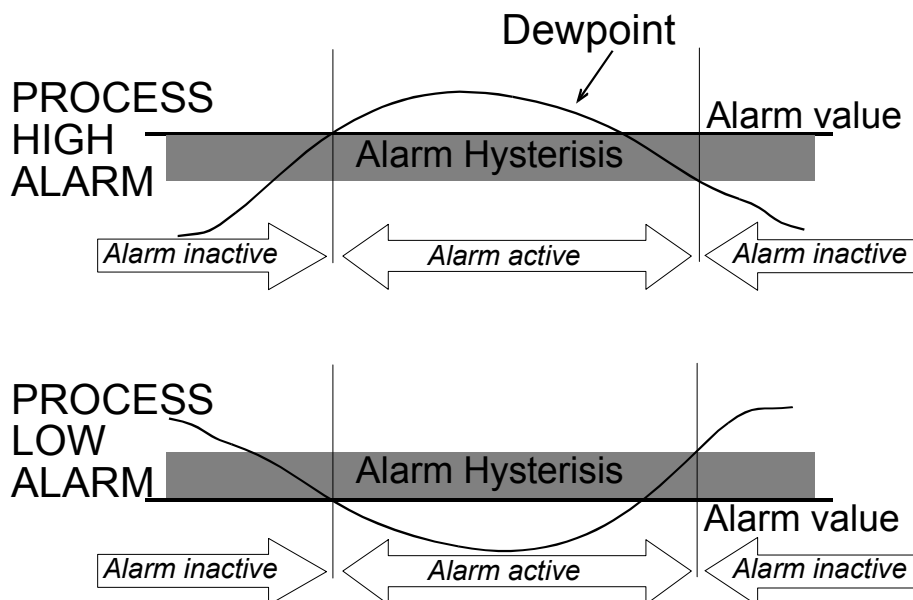 Dewpoint
PROCESS
HIGH
ALARM
Alarm value
Alarm Hysterisis
Alarm inactive
Alarm active
Alarm inactive
PROCESS
LOW
ALARM
Alarm Hysterisis
Alarm value
Alarm inactive
Alarm active
Alarm inactive